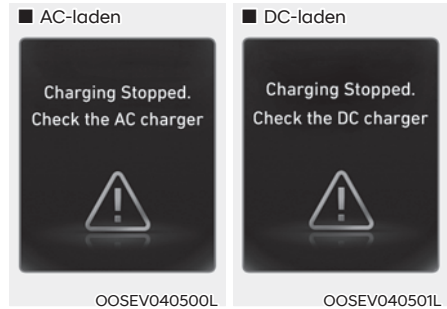 ■ AC-laden
Charging Stopped.
Check the AC charger
OOSEV040500L
■ DC-laden
Charging Stopped.
Check the DC charger
OOSEV040501L